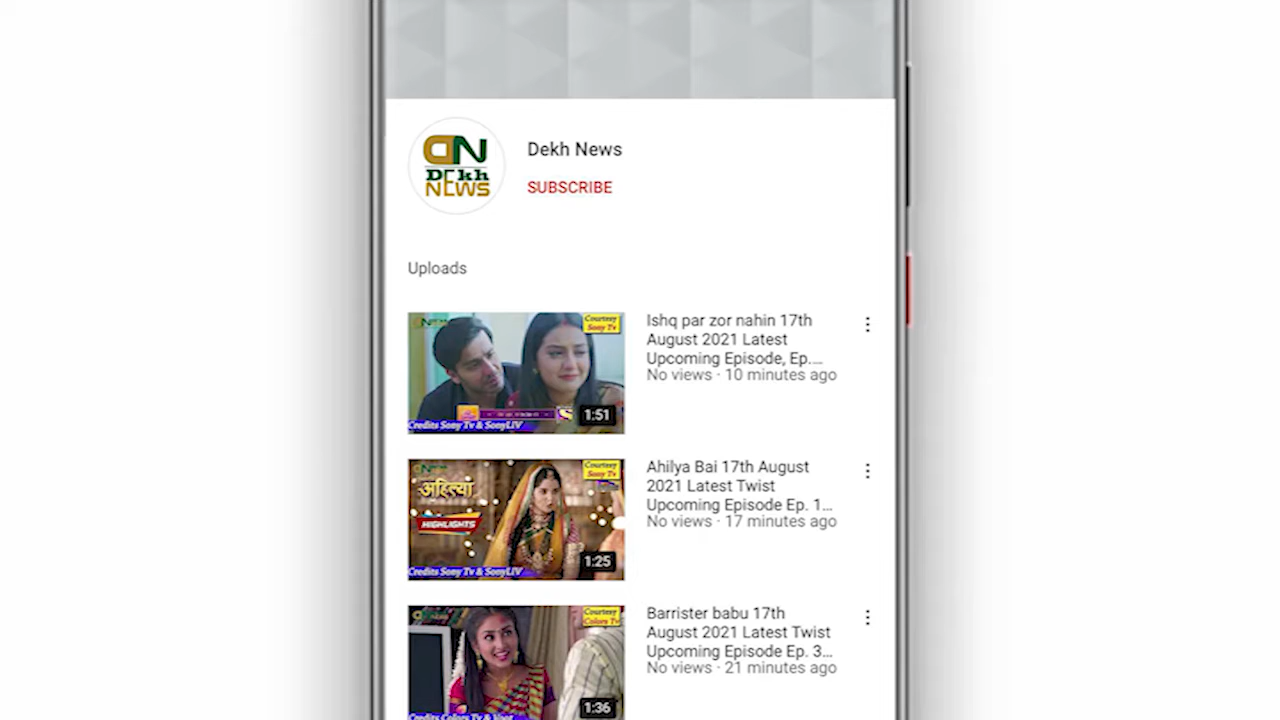 DN
Dekh
NEWS
Dekh News
SUBSCRIBE
Uploads
Courtesy
Sony Tv
1:51
Credits Sony Tv & SonyLIV
Ishq par zor nahin 17th
August 2021 Latest
Upcoming Episode, Ep....
No views · 10 minutes ago
Courtesy
Sony Tv
अहिल्या
HIGHLIGHTS
1:25
Credits Sony Tv & SonyLIV
Ahilya Bai 17th August
2021 Latest Twist
Upcoming Episode Ep. 1...
No views · 17 minutes ago
Courtesy
Colors Tv
1:36
Credits Colors Tv & Voot
Barrister babu 17th
August 2021 Latest Twist
Upcoming Episode Ep. 3...
No views · 21 minutes ago